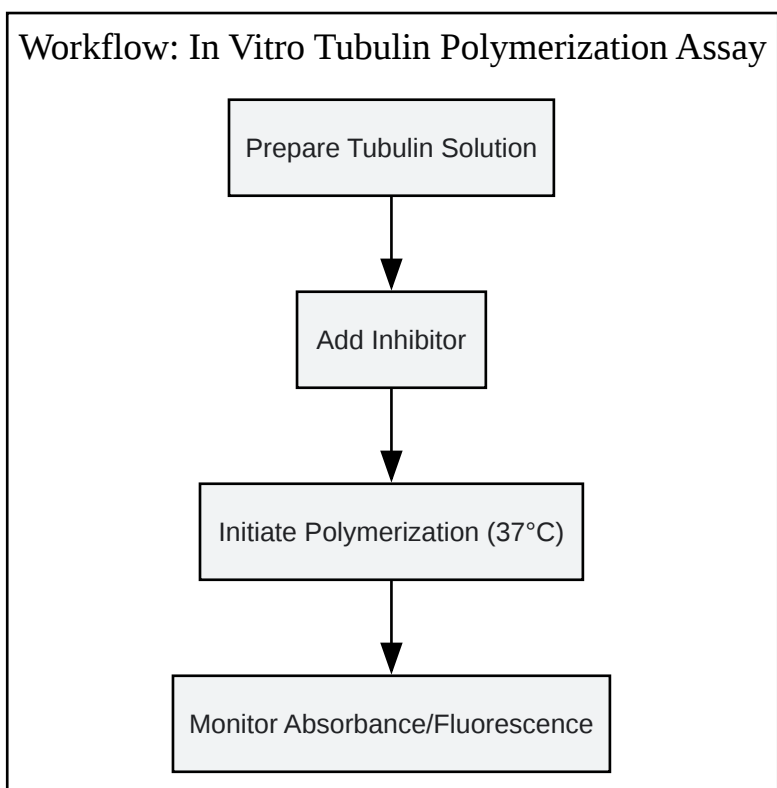 Workflow: In Vitro Tubulin Polymerization Assay
Prepare Tubulin Solution
Add Inhibitor
Initiate Polymerization (37°C)
Monitor Absorbance/Fluorescence